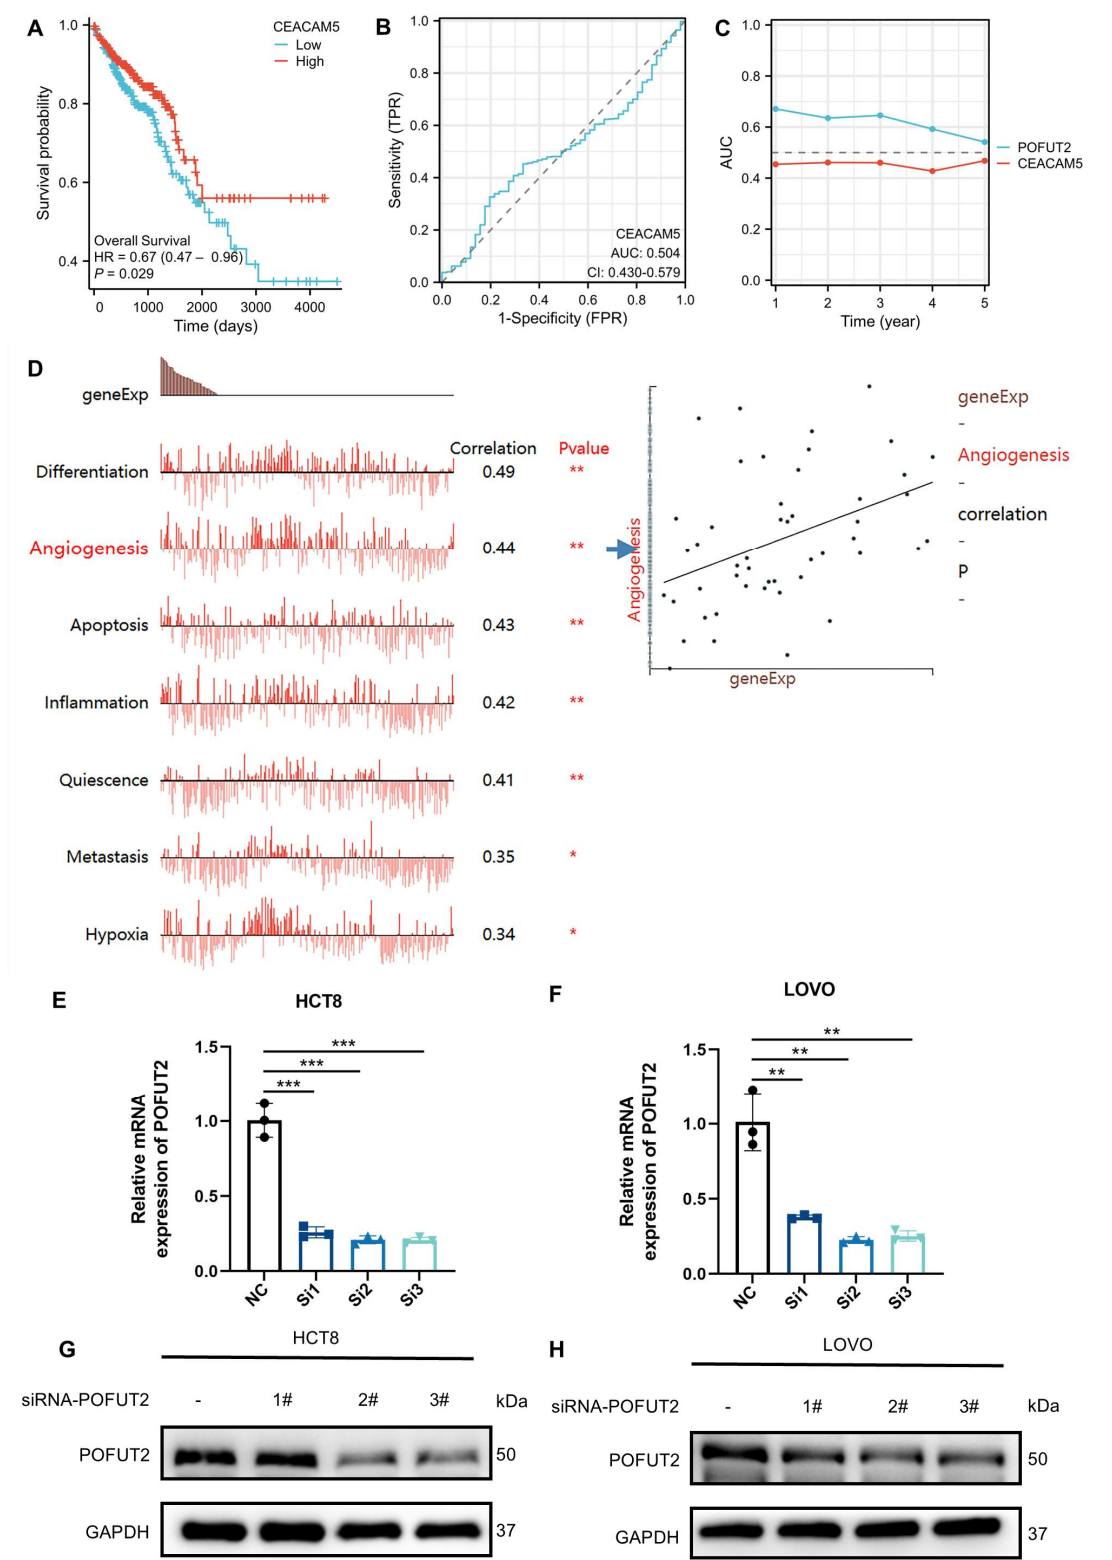 A
CEACAM5
Low
High
Survival probability
1.0
0.8
0.6
0.4
Overall Survival
HR = 0.67 (0.47 – 0.96)
P = 0.029
0 1000 2000 3000 4000
Time (days)
B
Sensitivity (TPR)
1.0
0.8
0.6
0.4
0.2
0.0
CEACAM5
AUC: 0.504
CI: 0.430-0.579
0.0 0.2 0.4 0.6 0.8 1.0
1-Specificity (FPR)
C
AUC
1.0
0.8
0.6
0.4
0.2
0.0
POFUT2
CEACAM5
1 2 3 4 5
Time (year)
D
geneExp
Correlation Pvalue
Differentiation 0.49 **
Angiogenesis 0.44 **
Apoptosis 0.43 **
Inflammation 0.42 **
Quiescence 0.41 **
Metastasis 0.35 *
Hypoxia 0.34 *
Angiogenesis
geneExp
geneExp
-
Angiogenesis
-
correlation
-
P
-
E
HCT8
Relative mRNA
expression of POFUT2
1.5
1.0
0.5
0.0
***
***
***
NC Si1 Si2 Si3
F
LOVO
Relative mRNA
expression of POFUT2
1.5
1.0
0.5
0.0
**
**
**
NC Si1 Si2 Si3
G
HCT8
siRNA-POFUT2 - 1# 2# 3# kDa
POFUT2 50
GAPDH 37
H
LOVO
siRNA-POFUT2 - 1# 2# 3# kDa
POFUT2 50
GAPDH 37